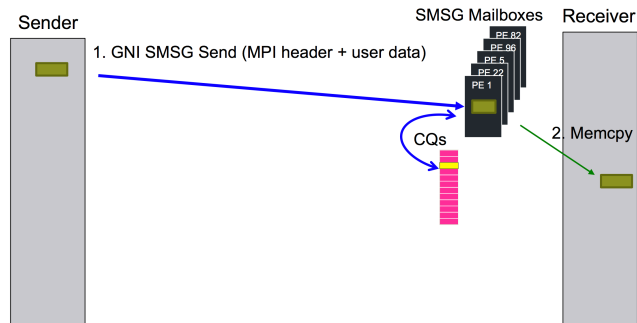 Sender
SMSG Mailboxes
Receiver
1. GNI SMSG Send (MPI header + user data)
PE 82
PE 96
PE 5
PE 22
PE 1
CQs
2. Memcpy